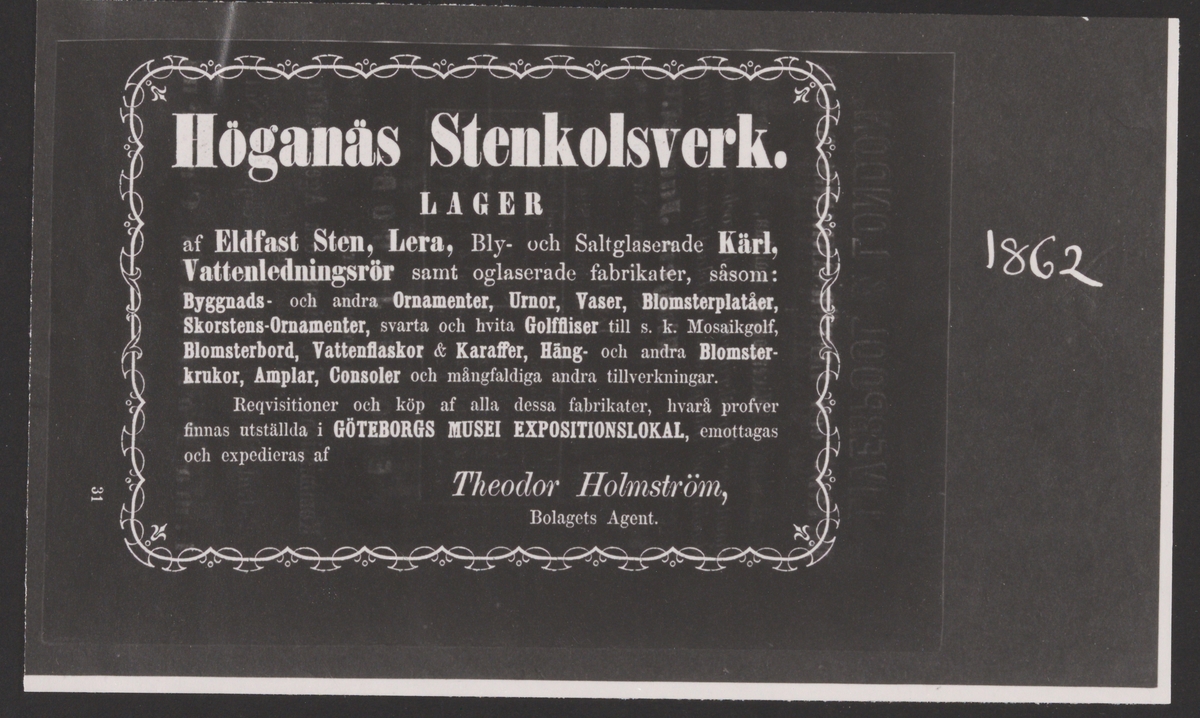 Höganäs Stenkolsverk.
LAGER
af Eldfast Sten, Lera, Bly- och Saltglaserade Kärl,
Vattenledningsrör samt oglaserade fabrikater, såsom:
Byggnads- och andra Ornamenter, Urnor, Vaser, Blomsterplatåer,
Skorstens-Ornamenter, svarta och hvita Golffliser till s. k. Mosaikgolf,
Blomsterbord, Vattenflaskor & Karaffer, Häng- och andra Blomster-
krukor, Amplar, Consoler och mångfaldiga andra tillverkningar.
Reqvisitioner och köp af alla dessa fabrikater, hvarå profver
finnas utställda i GÖTEBORGS MUSEI EXPOSITIONSLOKAL, emottagas
och expedieras af
Theodor Holmström,
Bolagets Agent.
31
1862